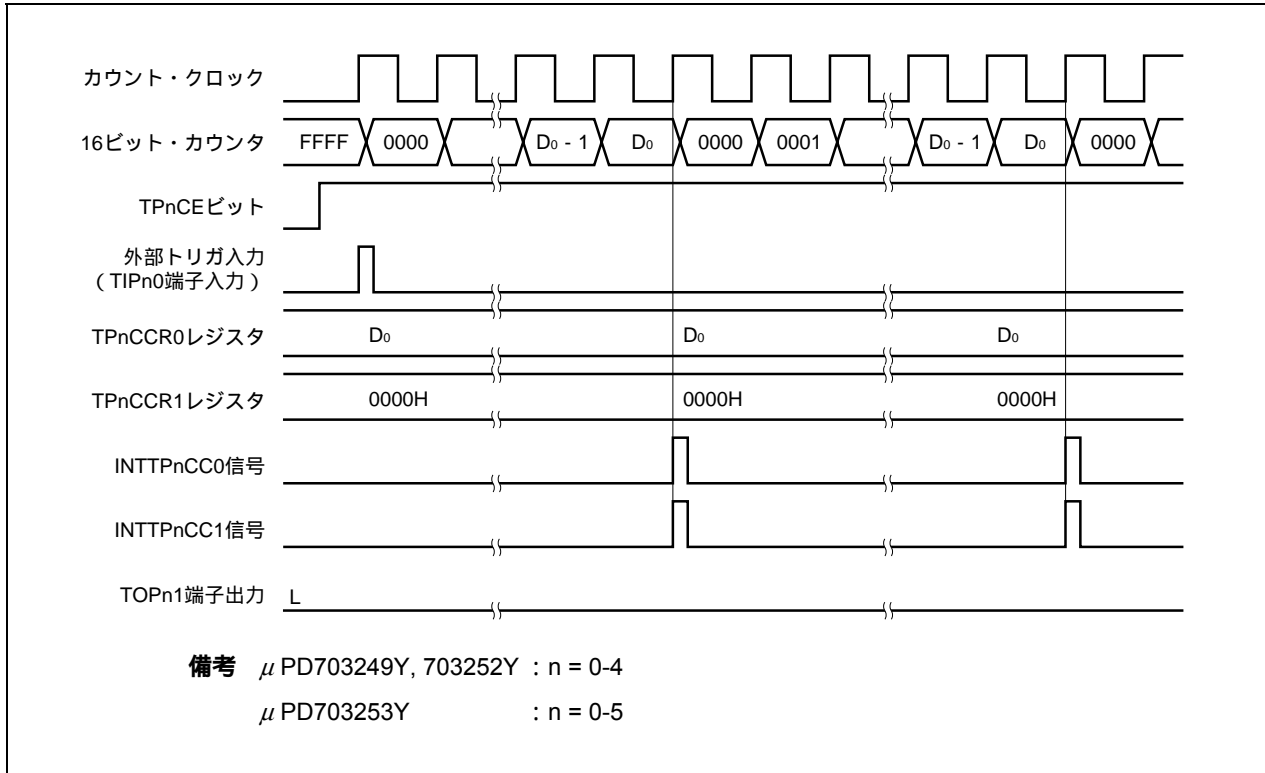 カウント・クロック
16ビット・カウンタ FFFF 0000 D0 - 1 D0 0000 0001 D0 - 1 D0 0000
TPnCEビット
外部トリガ入力
(TIPn0端子入力)
TPnCCR0レジスタ D0 D0 D0
TPnCCR1レジスタ 0000H 0000H 0000H
INTTPnCC0信号
INTTPnCC1信号
TOPn1端子出力 L
備考 μPD703249Y, 703252Y : n = 0-4
μPD703253Y : n = 0-5